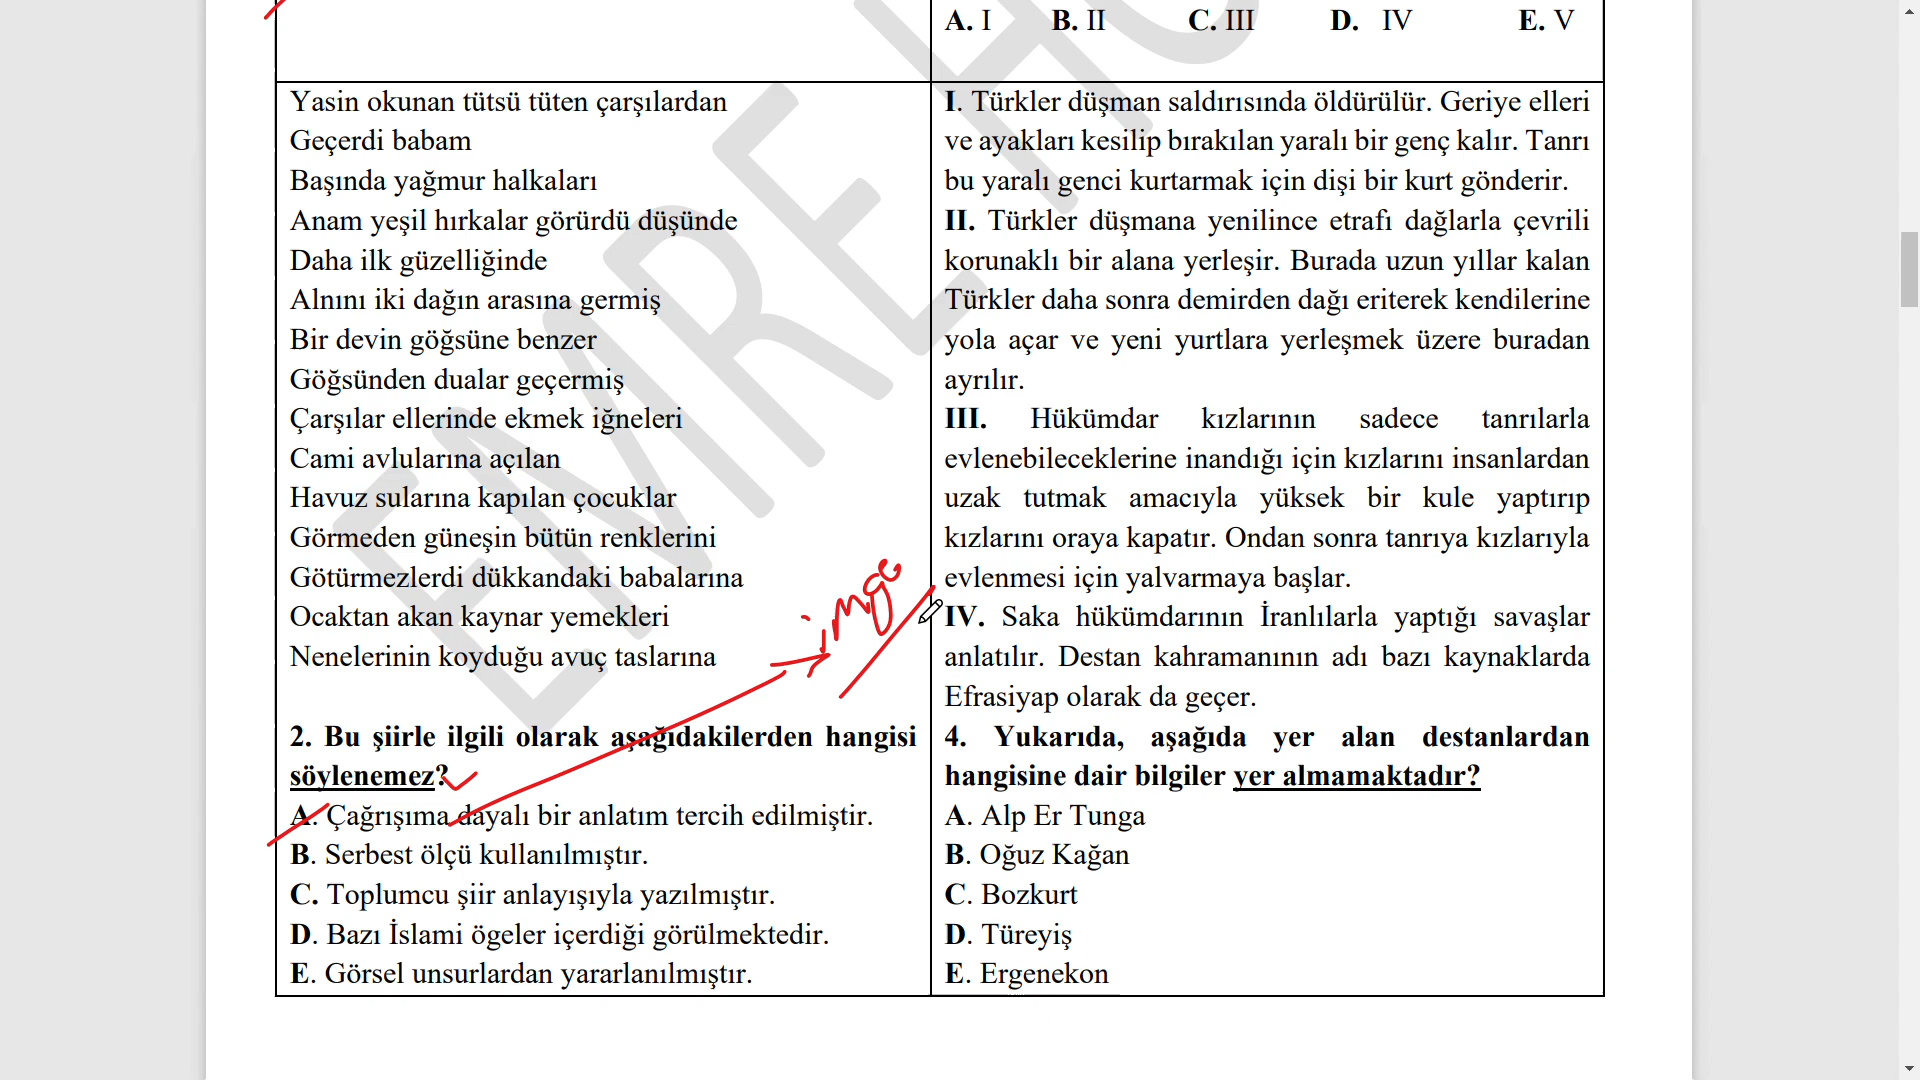 A. I B. II C. III D. IV E. V
Yasin okunan tütsü tüten çarşılardan
Geçerdi babam
Başında yağmur halkaları
Anam yeşil hırkalar görürdü düşünde
Daha ilk güzelliğinde
Alnını iki dağın arasına germiş
Bir devin göğsüne benzer
Göğsünden dualar geçermiş
Çarşılar ellerinde ekmek iğneleri
Cami avlularına açılan
Havuz sularına kapılan çocuklar
Görmeden güneşin bütün renklerini
Götürmezlerdi dükkandaki babalarına
Ocaktan akan kaynar yemekleri
Nenelerinin koyduğu avuç taslarına
imge
2. Bu şiirle ilgili olarak aşağıdakilerden hangisi
söylenemez?
A. Çağrışıma dayalı bir anlatım tercih edilmiştir.
B. Serbest ölçü kullanılmıştır.
C. Toplumcu şiir anlayışıyla yazılmıştır.
D. Bazı İslami ögeler içerdiği görülmektedir.
E. Görsel unsurlardan yararlanılmıştır.
I. Türkler düşman saldırısında öldürülür. Geriye elleri
ve ayakları kesilip bırakılan yaralı bir genç kalır. Tanrı
bu yaralı genci kurtarmak için dişi bir kurt gönderir.
II. Türkler düşmana yenilince etrafı dağlarla çevrili
korunaklı bir alana yerleşir. Burada uzun yıllar kalan
Türkler daha sonra demirden dağı eriterek kendilerine
yola açar ve yeni yurtlara yerleşmek üzere buradan
ayrılır.
III. Hükümdar kızlarının sadece tanrılarla
evlenebileceklerine inandığı için kızlarını insanlardan
uzak tutmak amacıyla yüksek bir kule yaptırıp
kızlarını oraya kapatır. Ondan sonra tanrıya kızlarıyla
evlenmesi için yalvarmaya başlar.
IV. Saka hükümdarının İranlılarla yaptığı savaşlar
anlatılır. Destan kahramanının adı bazı kaynaklarda
Efrasiyap olarak da geçer.
4. Yukarıda, aşağıda yer alan destanlardan
hangisine dair bilgiler yer almamaktadır?
A. Alp Er Tunga
B. Oğuz Kağan
C. Bozkurt
D. Türeyiş
E. Ergenekon
EMRE